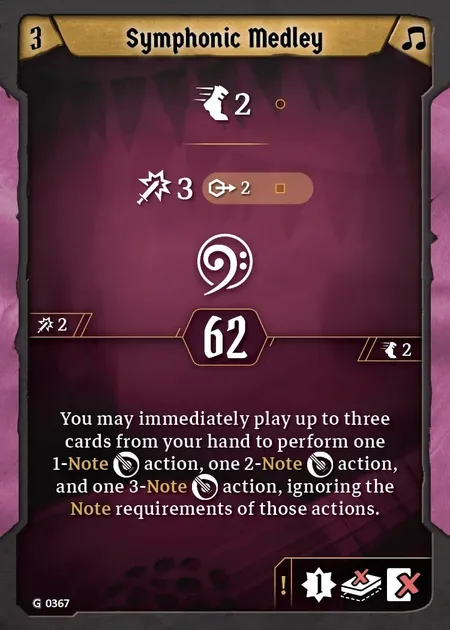 3
Symphonic Medley
2
3
2
2
62
2
You may immediately play up to three
cards from your hand to perform one
1-Note action, one 2-Note action,
and one 3-Note action, ignoring the
Note requirements of those actions.
! 1
G 0367